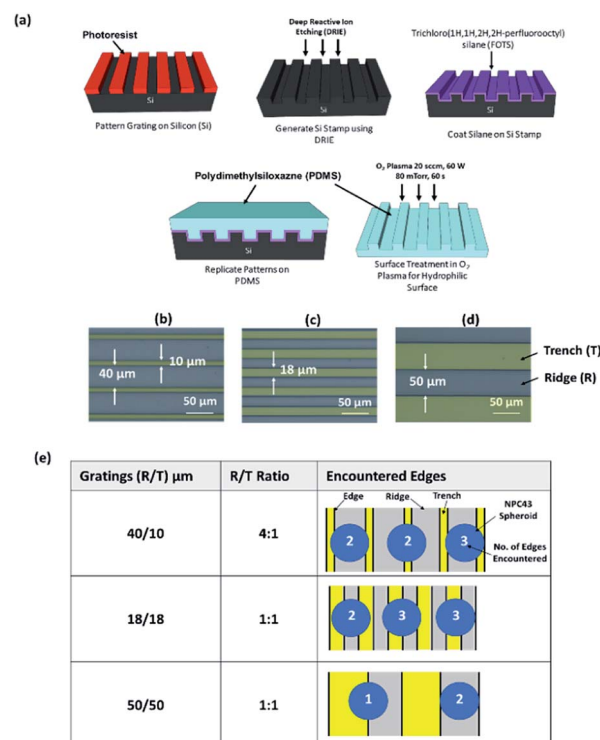 (a)
Photoresist
Si
Pattern Grating on Silicon (Si)
Deep Reactive Ion
Etching (DRIE)
Si
Generate Si Stamp using
DRIE
Trichloro(1H,1H,2H,2H-perfluorooctyl)
silane (FOTS)
Si
Coat Silane on Si Stamp
Polydimethylsiloxazne (PDMS)
Si
Replicate Patterns on
PDMS
O₂ Plasma 20 sccm, 60 W
80 mTorr, 60 s
Surface Treatment in O₂
Plasma for Hydrophilic
Surface
(b)
40 µm
10 µm
50 µm
(c)
18 µm
50 µm
(d)
50 µm
50 µm
Trench (T)
Ridge (R)
(e)
Gratings (R/T) µm
R/T Ratio
Encountered Edges
40/10
4:1
Edge
Ridge
Trench
NPC43
Spheroid
No. of Edges
Encountered
2
2
3
18/18
1:1
2
3
3
50/50
1:1
1
2